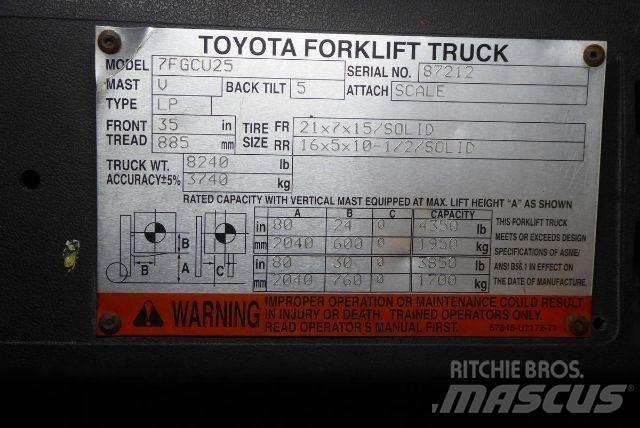 TOYOTA FORKLIFT TRUCK
MODEL 7FGCU25 SERIAL NO. 87212
MAST V BACK TILT 5 ATTACH SCALE
TYPE LP
FRONT 35 in TIRE FR 21x7x15/SOLID
TREAD 885 mm SIZE RR 16x5x10-1/2/SOLID
TRUCK WT. 8240 lb
ACCURACY±5% 3740 kg
RATED CAPACITY WITH VERTICAL MAST EQUIPPED AT MAX. LIFT HEIGHT "A" AS SHOWN
A B C CAPACITY
in 80 24 0 4350 lb
mm 2040 600 0 1950 kg
in 80 30 0 3850 lb
mm 2040 760 0 1700 kg
B
B A C
THIS FORKLIFT TRUCK
MEETS OR EXCEEDS DESIGN
SPECIFICATIONS OF ASME/
ANSI B56.1 IN EFFECT ON
THE DATE OF MANUFACTURE.
WARNING
IMPROPER OPERATION OR MAINTENANCE COULD RESULT
IN INJURY OR DEATH. TRAINED OPERATORS ONLY.
READ OPERATOR'S MANUAL FIRST.
57846-U2172-71
RITCHIE BROS.
MASCUS